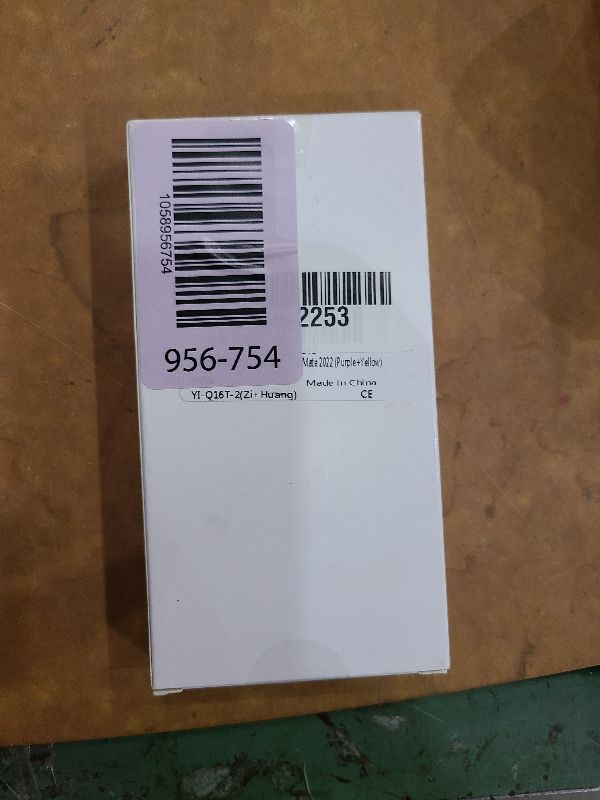 1058956754
956-754
2253
Mate 2022 (Purple+Yellow)
Made in China
YI-Q16T-2(Zi+Huang)
CE